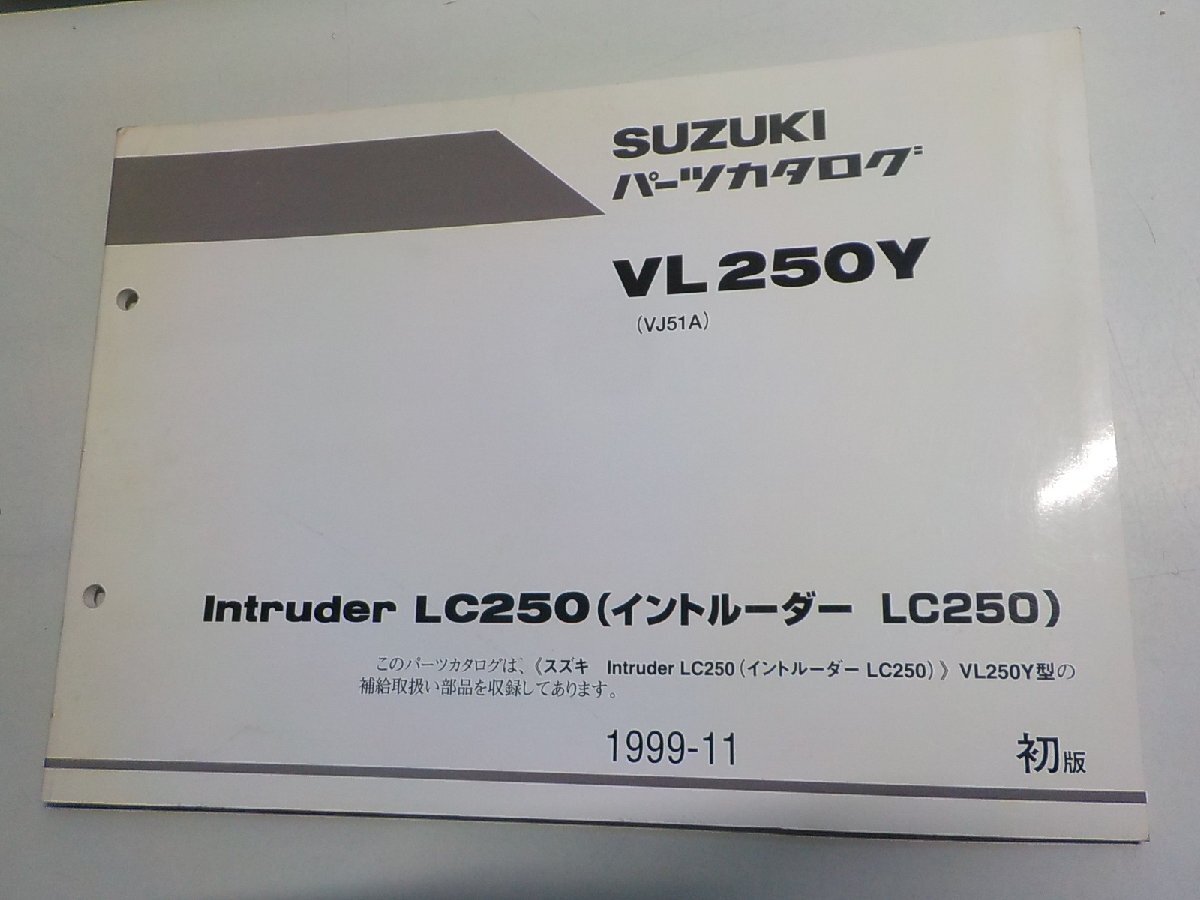 SUZUKI
パーツカタログ
VL250Y
(VJ51A)
Intruder LC250(イントルーダー LC250)
このパーツカタログは、《スズキ Intruder LC250(イントルーダー LC250)》VL250Y型の
補給取扱い部品を収録してあります。
1999-11 初版